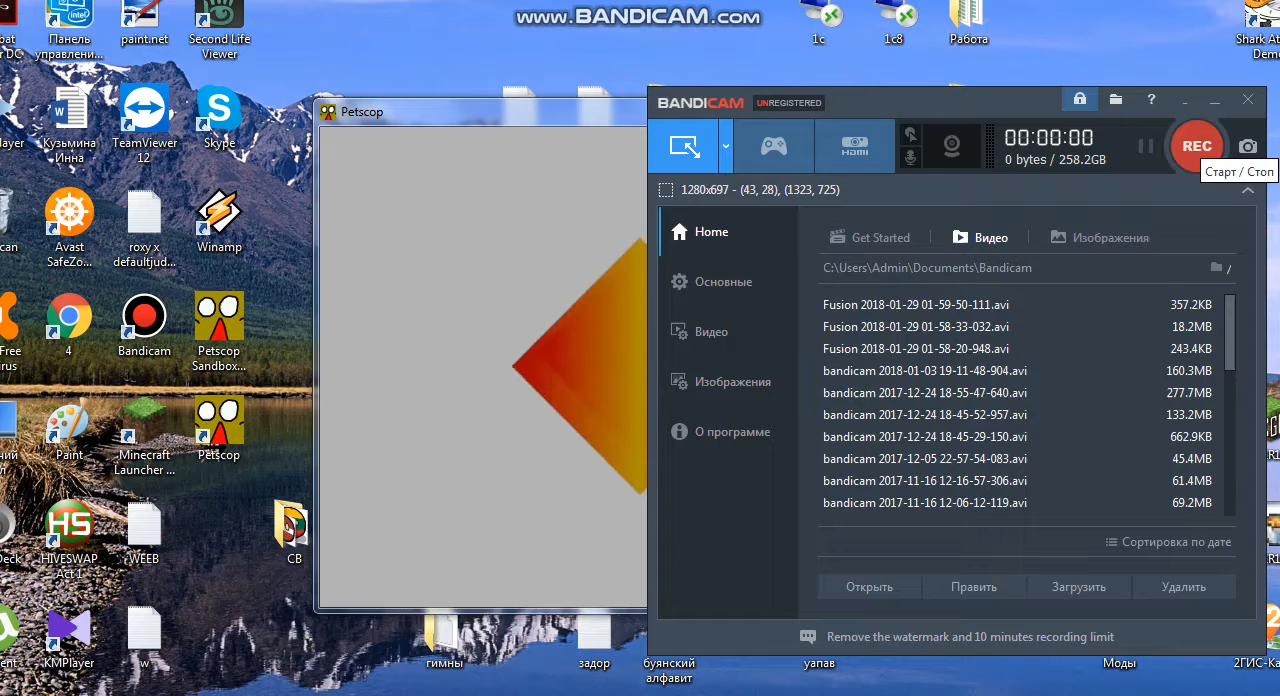 www.BANDICAM.com
DC
Панель
управлени...
paint.net
Second Life
Viewer
1c
1c8
Работа
Shark At
Demo
Кузьмина
Инна
TeamViewer
12
Skype
Avast
SafeZo...
roxy x
defaultjud...
Winamp
Free
4
Bandicam
Petscop
Sandbox...
Paint
Minecraft
Launcher ...
Petscop
HS
HIVESWAP
Act 1
WEEB
СВ
KMPlayer
w
гимны
задор
буянский
алфавит
уапав
Моды
2ГИС-Ка
Petscop
BANDICAM
UNREGISTERED
HDMI
00:00:00
0 bytes / 258.2GB
REC
Старт / Стоп
1280x697 - (43, 28), (1323, 725)
Home
Основные
Видео
Изображения
О программе
Get Started
Видео
Изображения
C:\Users\Admin\Documents\Bandicam
/
Fusion 2018-01-29 01-59-50-111.avi 357.2KB
Fusion 2018-01-29 01-58-33-032.avi 18.2MB
Fusion 2018-01-29 01-58-20-948.avi 243.4KB
bandicam 2018-01-03 19-11-48-904.avi 160.3MB
bandicam 2017-12-24 18-55-47-640.avi 277.7MB
bandicam 2017-12-24 18-45-52-957.avi 133.2MB
bandicam 2017-12-24 18-45-29-150.avi 662.9KB
bandicam 2017-12-05 22-57-54-083.avi 45.4MB
bandicam 2017-11-16 12-16-57-306.avi 61.4MB
bandicam 2017-11-16 12-06-12-119.avi 69.2MB
Сортировка по дате
Открыть
Править
Загрузить
Удалить
Remove the watermark and 10 minutes recording limit